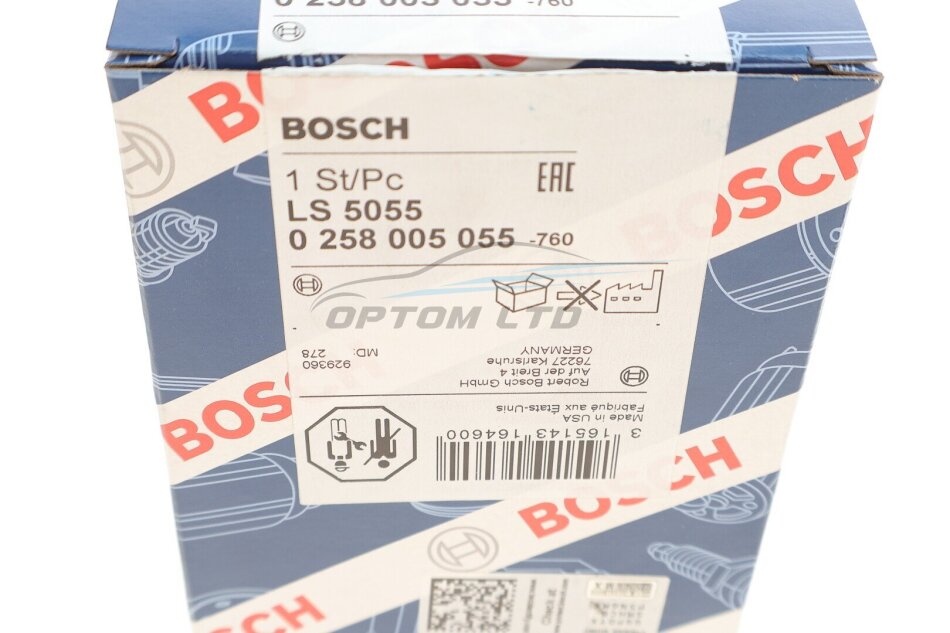 0 258 005 055 -760
BOSCH
BOSCH
1 St/Pc
EAC
LS 5055
0 258 005 055 -760
BOSCH
OPTOM LTD
929360
MD: 278
Robert Bosch GmbH
Auf der Breit 4
76227 Karlsruhe
GERMANY
Made in USA
Fabriqué aux États-Unis
3 165143 164600
BOSCH